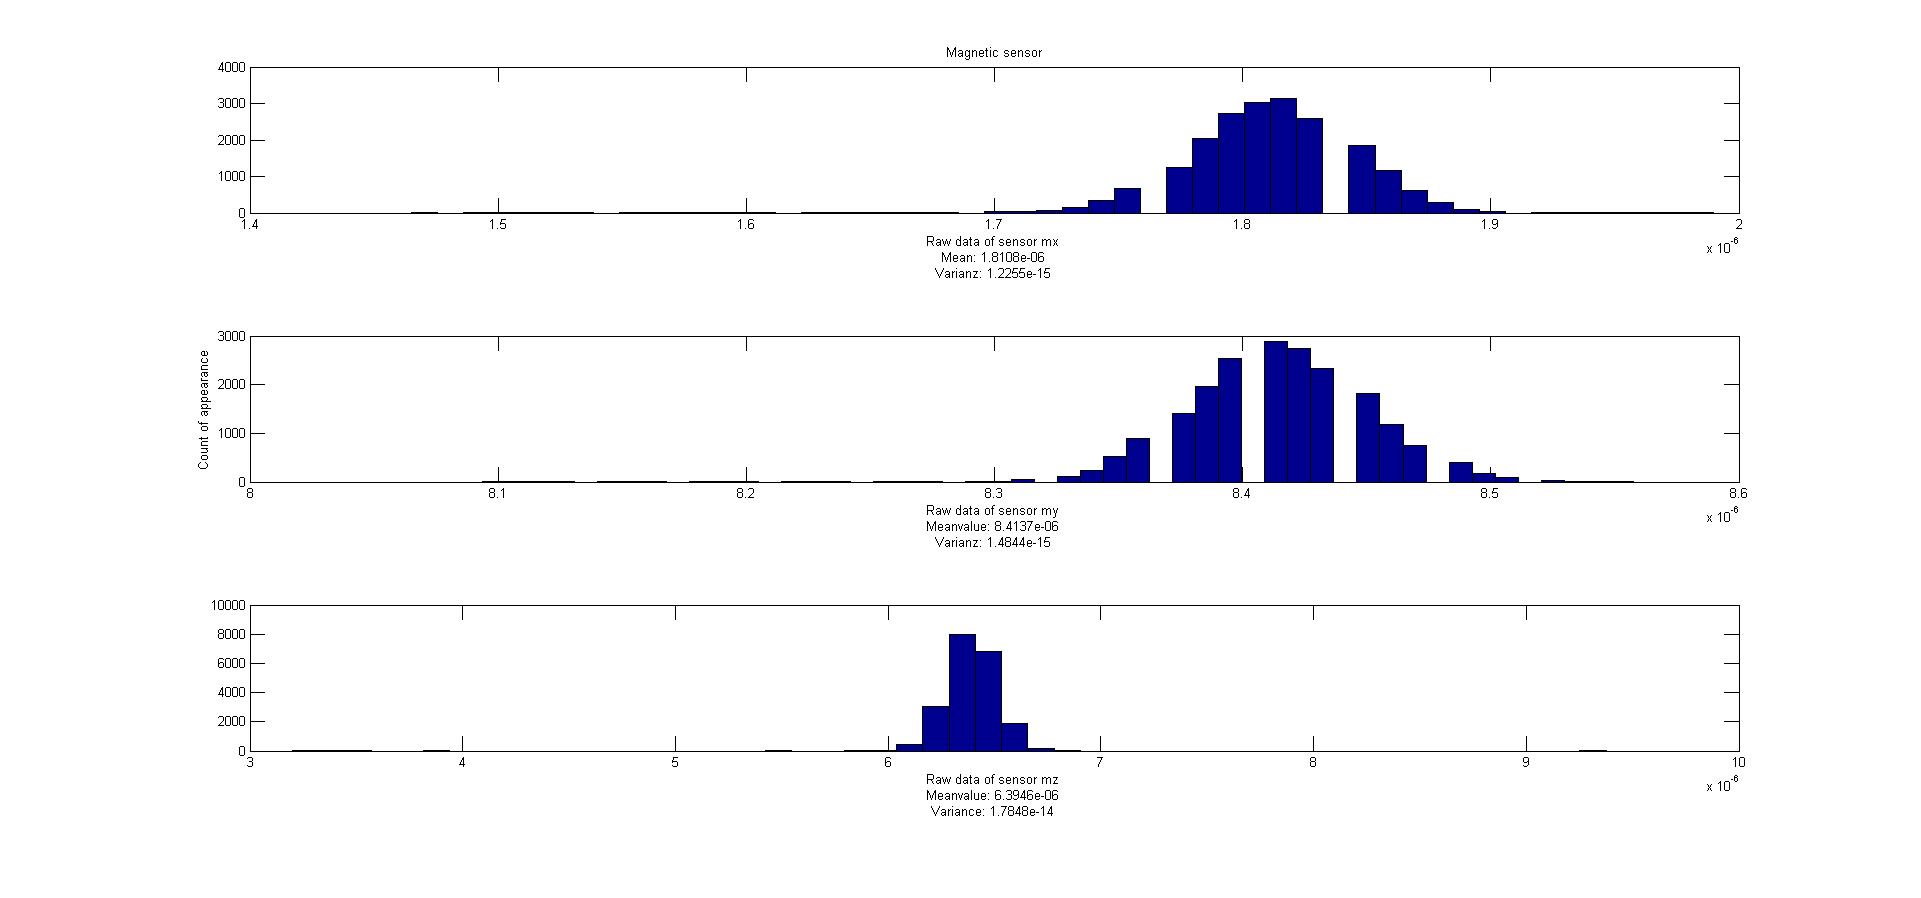 Magnetic sensor
4000
3000
2000
1000
0
1.4 1.5 1.6 1.7 1.8 1.9 2
x 10^-6
Raw data of sensor mx
Mean: 1.8108e-06
Varianz: 1.2255e-15
Count of appearance
3000
2000
1000
0
8 8.1 8.2 8.3 8.4 8.5 8.6
x 10^-6
Raw data of sensor my
Meanvalue: 8.4137e-06
Varianz: 1.4844e-15
10000
8000
6000
4000
2000
0
3 4 5 6 7 8 9 10
x 10^-6
Raw data of sensor mz
Meanvalue: 6.3946e-06
Variance: 1.7848e-14